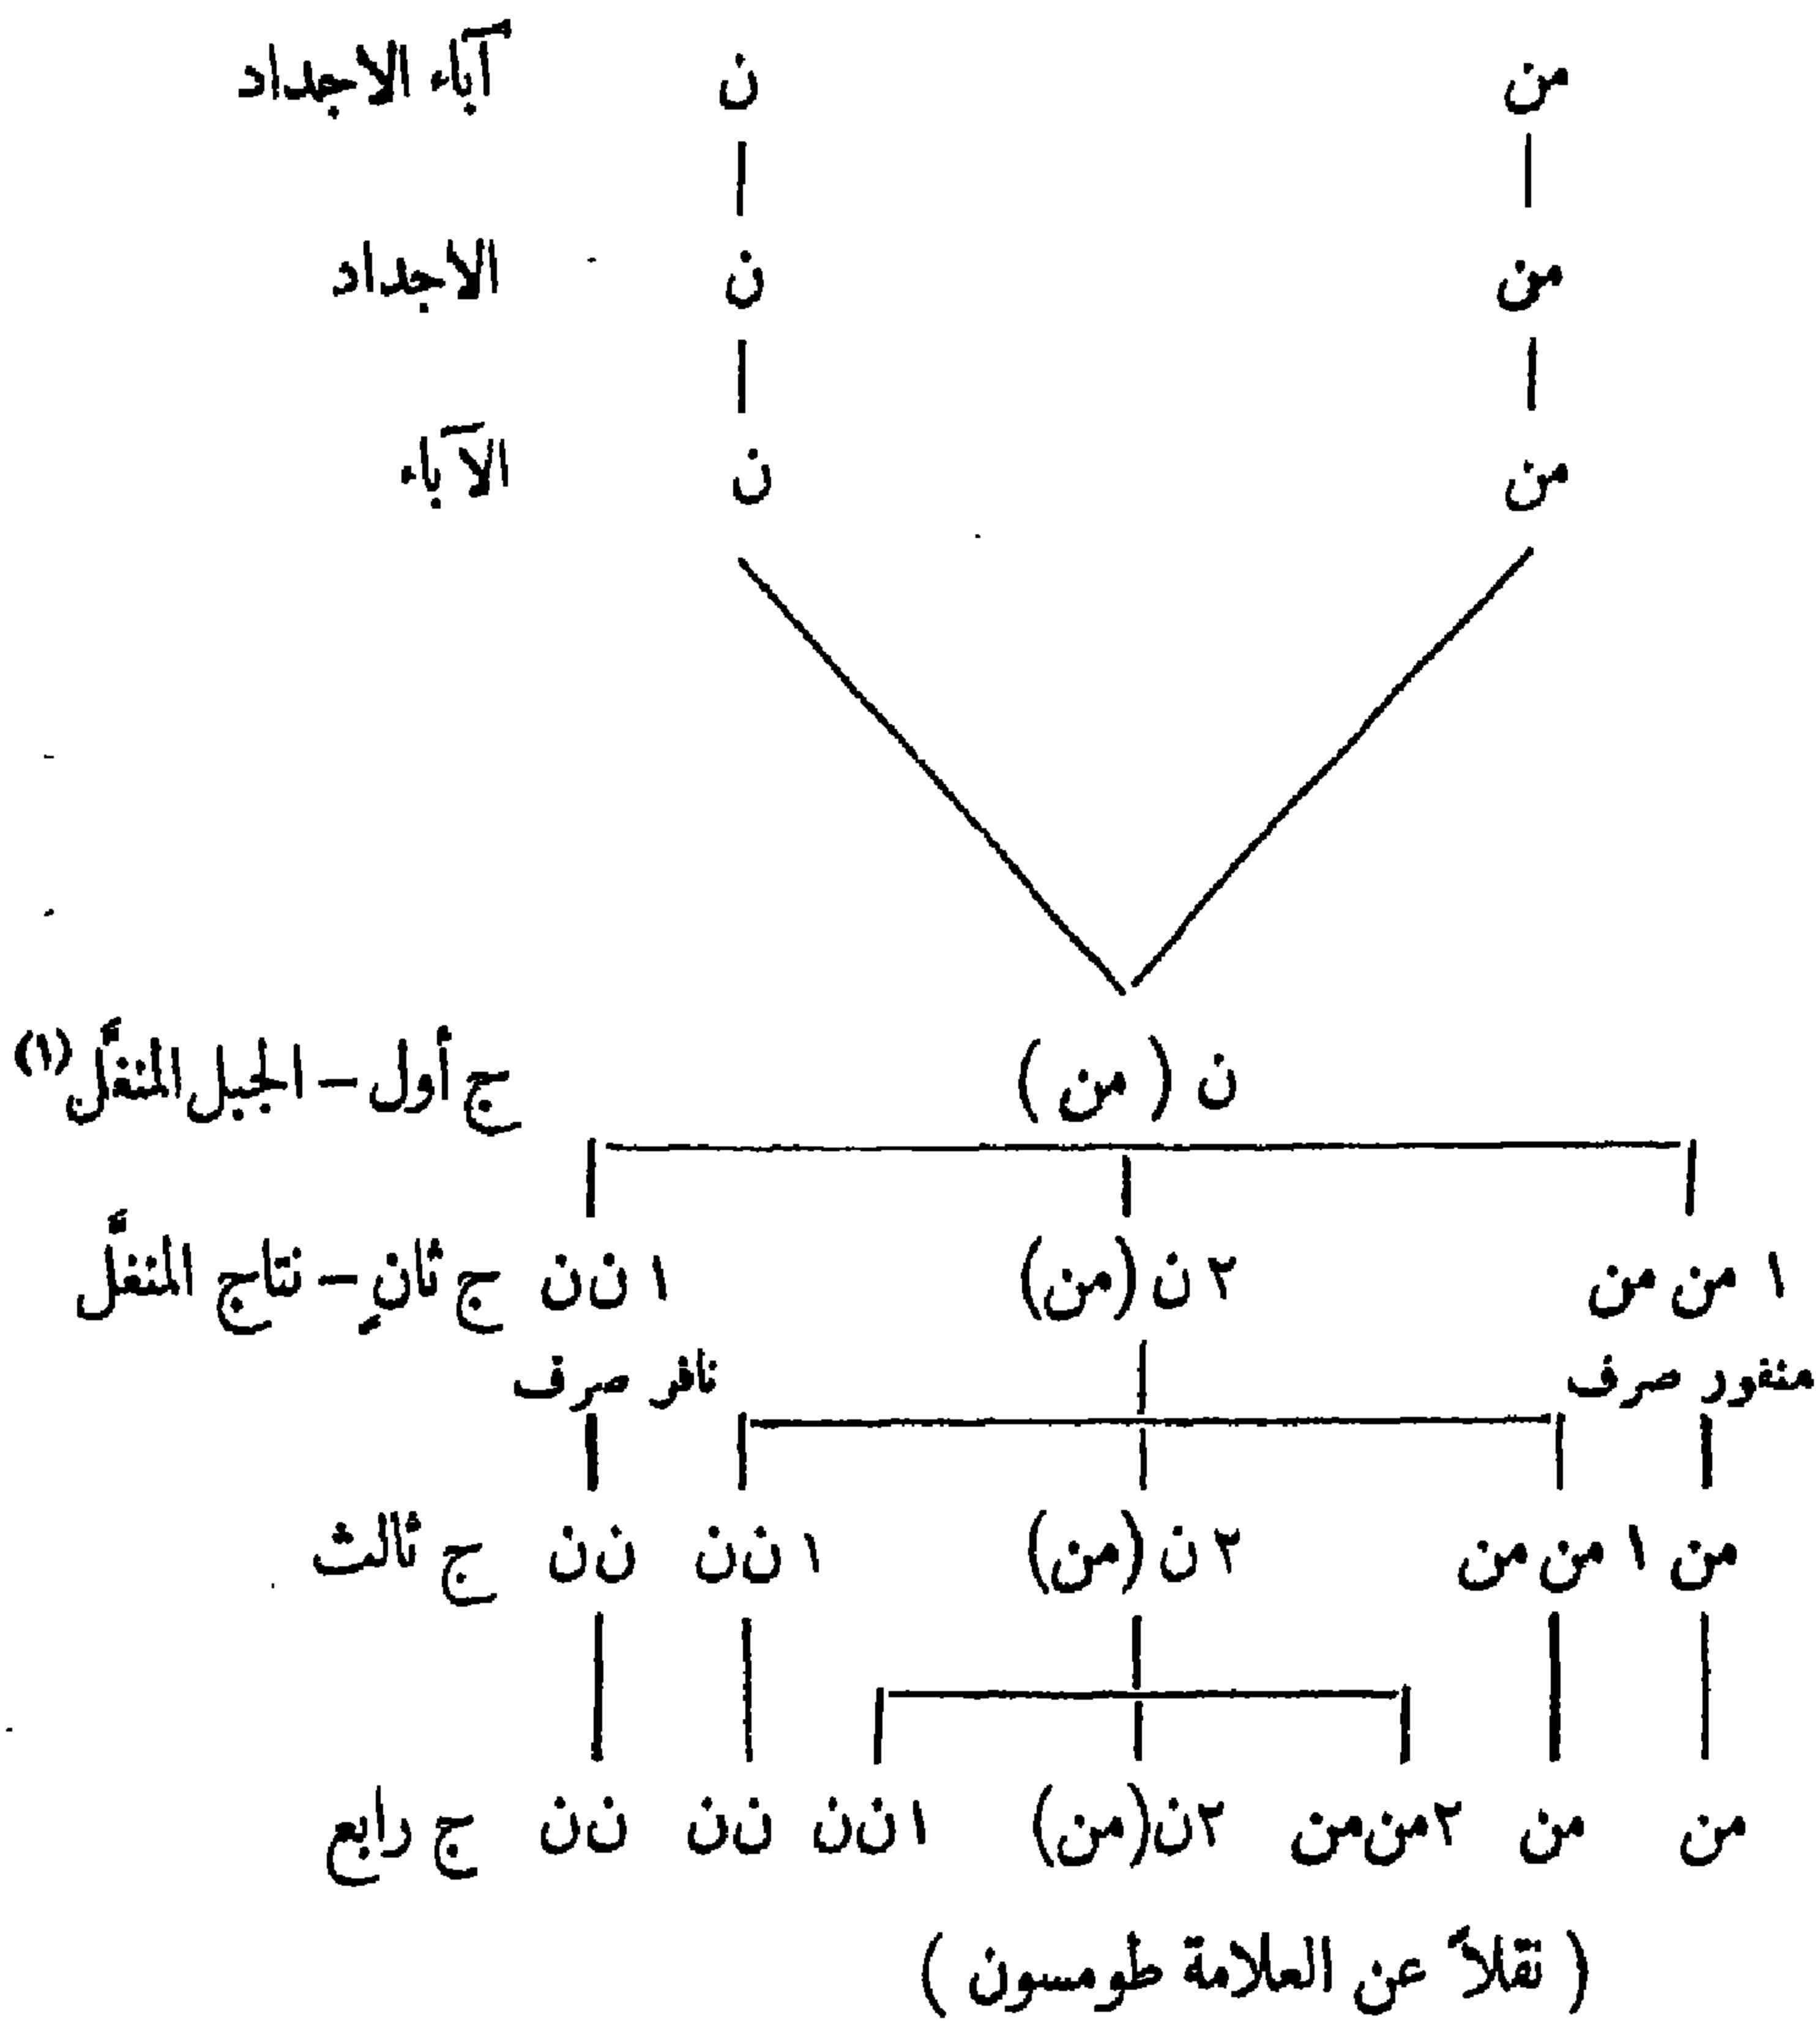 من ن آباء الاجداد
من ن الاجداد
من ن الآباء
ن (من) ج أول – الجيل المنغَّل (١)
١ من من ٢ ن (من) ١ ن ن ج ثانٍ – نتاج المنغَّل
منفور صرف نافر صرف
من ١ من من ٢ ن (من) ١ ن ن ن ن ج ثالث
من من ٢ من من ٢ ن (من) ١ ن ن ن ن ن ن ج رابع
( نقلاً عن العلامة طومسون )